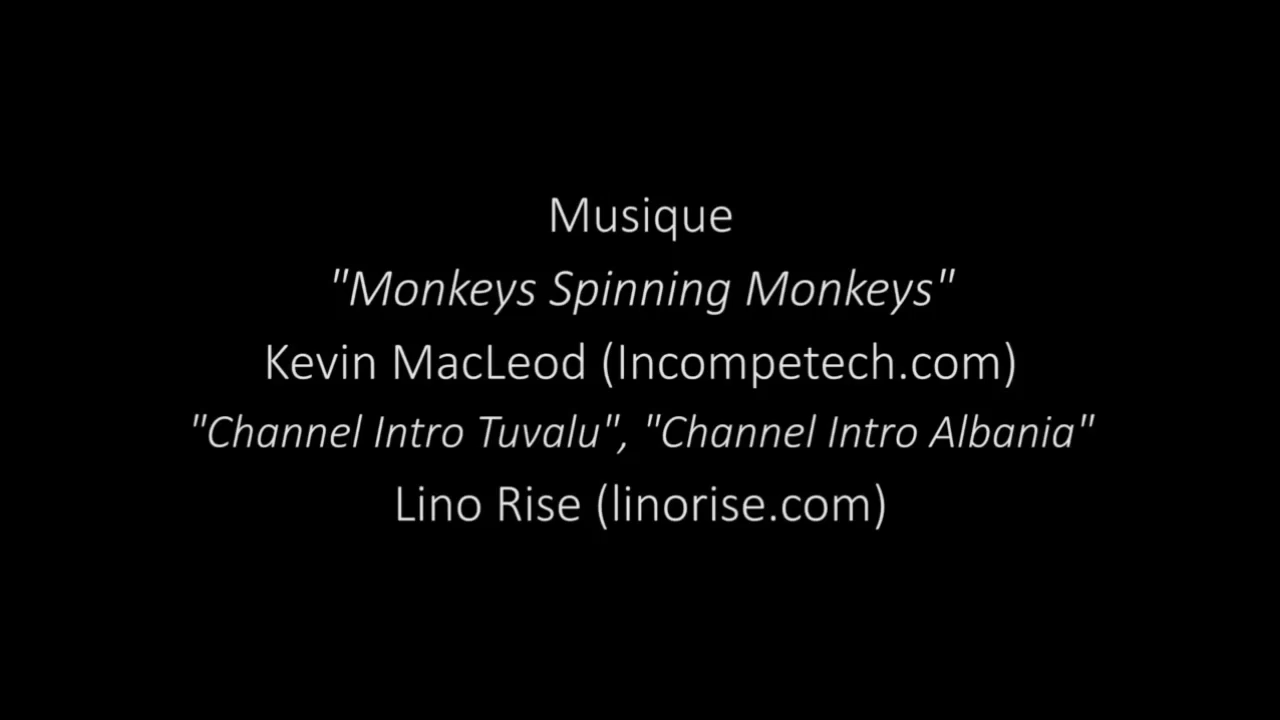 Musique
"Monkeys Spinning Monkeys"
Kevin MacLeod (Incompetech.com)
"Channel Intro Tuvalu", "Channel Intro Albania"
Lino Rise (linorise.com)